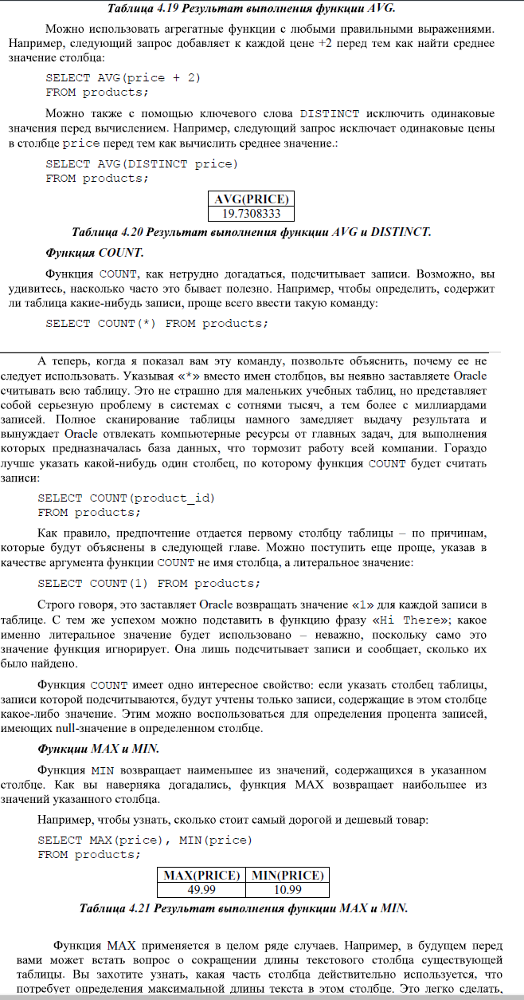 Таблица 4.19 Результат выполнения функции AVG.
Можно использовать агрегатные функции с любыми правильными выражениями.
Например, следующий запрос добавляет к каждой цене +2 перед тем как найти среднее
значение столбца:
SELECT AVG(price + 2)
FROM products;
Можно также с помощью ключевого слова DISTINCT исключить одинаковые
значения перед вычислением. Например, следующий запрос исключает одинаковые цены
в столбце price перед тем как вычислить среднее значение.:
SELECT AVG(DISTINCT price)
FROM products;
AVG(PRICE)
19.7308333
Таблица 4.20 Результат выполнения функции AVG и DISTINCT.
Функция COUNT.
Функция COUNT, как нетрудно догадаться, подсчитывает записи. Возможно, вы
удивитесь, насколько часто это бывает полезно. Например, чтобы определить, содержит
ли таблица какие-нибудь записи, проще всего ввести такую команду:
SELECT COUNT(*) FROM products;
А теперь, когда я показал вам эту команду, позвольте объяснить, почему ее не
следует использовать. Указывая «*» вместо имен столбцов, вы неявно заставляете Oracle
считывать всю таблицу. Это не страшно для маленьких учебных таблиц, но представляет
собой серьезную проблему в системах с сотнями тысяч, а тем более с миллиардами
записей. Полное сканирование таблицы намного замедляет выдачу результата и
вынуждает Oracle отвлекать компьютерные ресурсы от главных задач, для выполнения
которых предназначалась база данных, что тормозит работу всей компании. Гораздо
лучше указать какой-нибудь один столбец, по которому функция COUNT будет считать
записи:
SELECT COUNT(product_id)
FROM products;
Как правило, предпочтение отдается первому столбцу таблицы – по причинам,
которые будут объяснены в следующей главе. Можно поступить еще проще, указав в
качестве аргумента функции COUNT не имя столбца, а литеральное значение:
SELECT COUNT(1) FROM products;
Строго говоря, это заставляет Oracle возвращать значение «1» для каждой записи в
таблице. С тем же успехом можно подставить в функцию фразу «Hi There»; какое
именно литеральное значение будет использовано – неважно, поскольку само это
значение функция игнорирует. Она лишь подсчитывает записи и сообщает, сколько их
было найдено.
Функция COUNT имеет одно интересное свойство: если указать столбец таблицы,
записи которой подсчитываются, будут учтены только записи, содержащие в этом столбце
какое-либо значение. Этим можно воспользоваться для определения процента записей,
имеющих null-значение в определенном столбце.
Функции MAX и MIN.
Функция MIN возвращает наименьшее из значений, содержащихся в указанном
столбце. Как вы наверняка догадались, функция MAX возвращает наибольшее из
значений указанного столбца.
Например, чтобы узнать, сколько стоит самый дорогой и дешевый товар:
SELECT MAX(price), MIN(price)
FROM products;
MAX(PRICE) MIN(PRICE)
49.99 10.99
Таблица 4.21 Результат выполнения функции MAX и MIN.
Функция MAX применяется в целом ряде случаев. Например, в будущем перед
вами может встать вопрос о сокращении длины текстового столбца существующей
таблицы. Вы захотите узнать, какая часть столбца действительно используется, что
потребует определения максимальной длины текста в этом столбце. Это легко сделать,